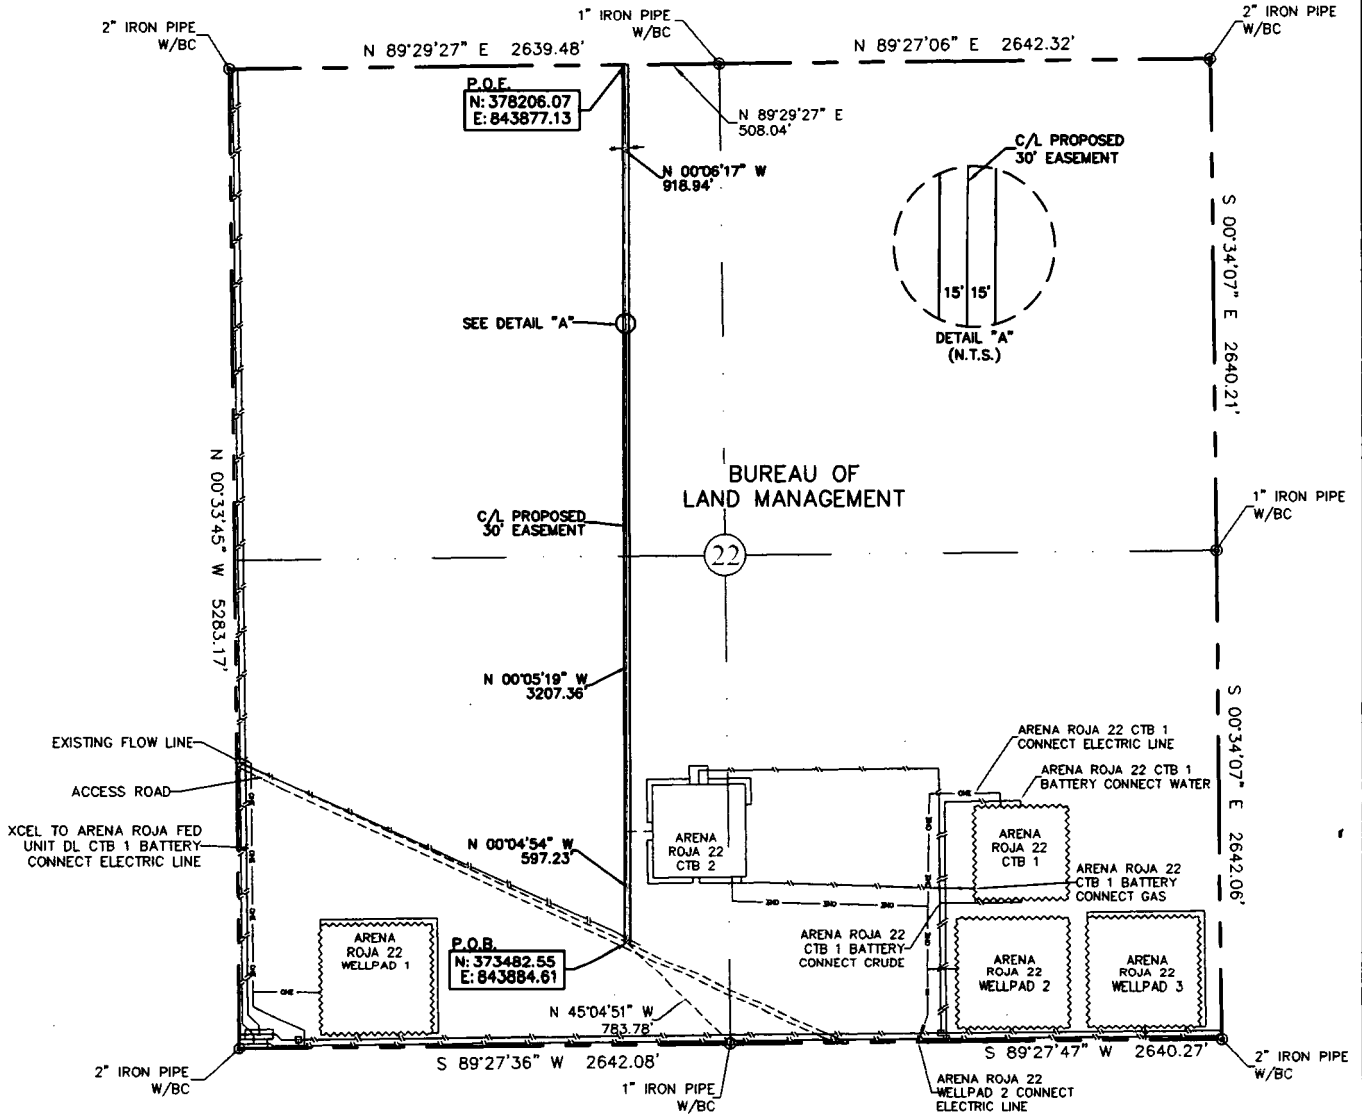 2" IRON PIPE
W/BC
N 89°29'27" E 2639.48'
1" IRON PIPE
W/BC
N 89°27'06" E 2642.32'
2" IRON PIPE
W/BC
P.O.E.
N: 378206.07
E: 843877.13
N 89°29'27" E
508.04'
C/L PROPOSED
30' EASEMENT
N 00°06'17" W
918.94'
S 00°34'07" E 2640.21'
15' 15'
SEE DETAIL "A"
DETAIL "A"
(N.T.S.)
BUREAU OF
LAND MANAGEMENT
N 00°33'45" W 5283.17'
C/L PROPOSED
30' EASEMENT
1" IRON PIPE
W/BC
22
N 00°05'19" W
3207.36'
S 00°34'07" E 2642.06'
EXISTING FLOW LINE
ACCESS ROAD
XCEL TO ARENA ROJA FED
UNIT DL CTB 1 BATTERY
CONNECT ELECTRIC LINE
ARENA ROJA 22 CTB 1
CONNECT ELECTRIC LINE
ARENA ROJA 22 CTB 1
BATTERY CONNECT WATER
OHE
OHE
N 00°04'54" W
597.23'
ARENA
ROJA 22
CTB 2
ARENA
ROJA 22
CTB 1
ARENA ROJA 22
CTB 1 BATTERY
CONNECT GAS
ARENA ROJA 22
CTB 1 BATTERY
CONNECT CRUDE
ARENA
ROJA 22
WELLPAD 1
P.O.B.
N: 373482.55
E: 843884.61
ARENA
ROJA 22
WELLPAD 2
ARENA
ROJA 22
WELLPAD 3
OHE
N 45°04'51" W
783.78'
S 89°27'36" W 2642.08'
S 89°27'47" W 2640.27'
2" IRON PIPE
W/BC
1" IRON PIPE
W/BC
ARENA ROJA 22
WELLPAD 2 CONNECT
ELECTRIC LINE
2" IRON PIPE
W/BC